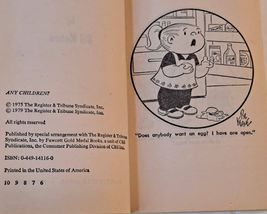 ANY CHILDREN?
© 1975 The Register & Tribune Syndicate, Inc.
© 1979 The Register & Tribune Syndicate, Inc.
All rights reserved
Published by special arrangement with The Register & Tribune
Syndicate, Inc. by Fawcett Gold Medal Books, a unit of CBS
Publications, the Consumer Publishing Division of CBS Inc.
ISBN: 0-449-14116-0
Printed in the United States of America
10 9 8 7 6
"Does anybody want an egg? I have one open."